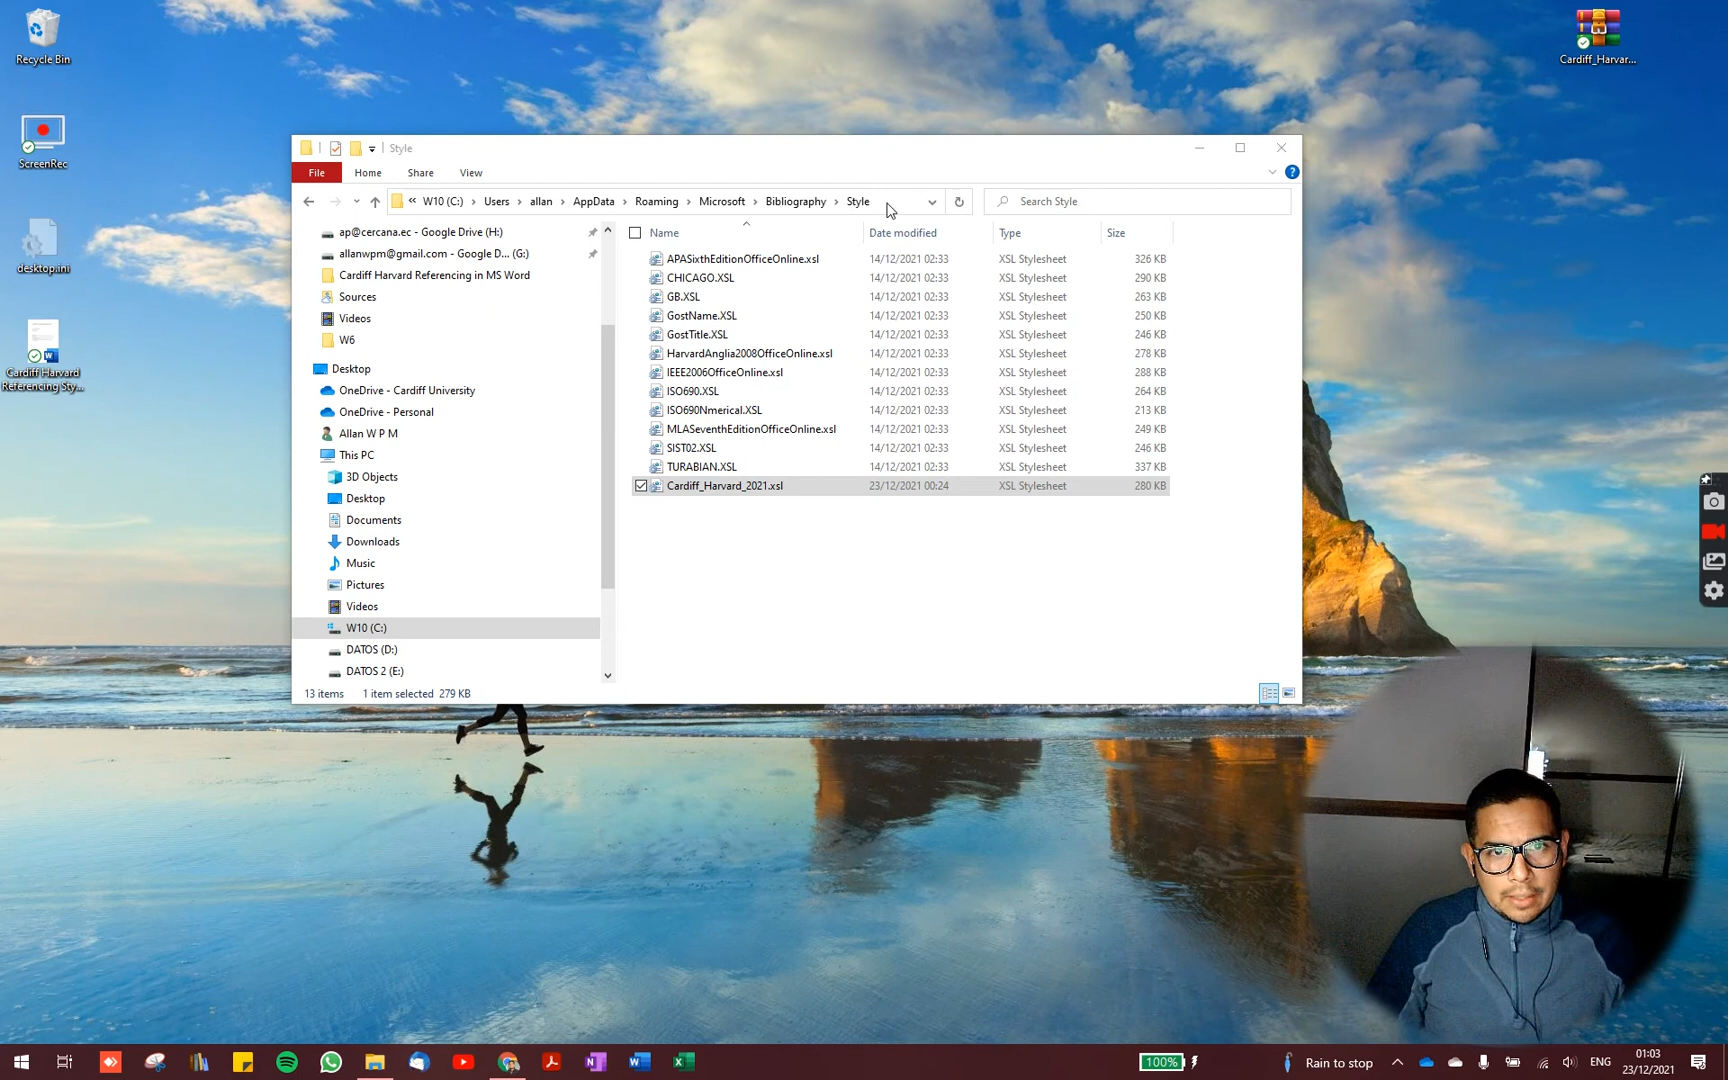 Recycle Bin
ScreenRec
desktop.ini
Cardiff Harvard
Referencing Sty...
Cardiff_Harvar...
Style
File
Home
Share
View
« W10 (C:) › Users › allan › AppData › Roaming › Microsoft › Bibliography › Style
Search Style
ap@cercana.ec - Google Drive (H:)
allanwpm@gmail.com - Google D... (G:)
Cardiff Harvard Referencing in MS Word
Sources
Videos
W6
Desktop
OneDrive - Cardiff University
OneDrive - Personal
Allan W P M
This PC
3D Objects
Desktop
Documents
Downloads
Music
Pictures
Videos
W10 (C:)
DATOS (D:)
DATOS 2 (E:)
Name Date modified Type Size
APASixthEditionOfficeOnline.xsl 14/12/2021 02:33 XSL Stylesheet 326 KB
CHICAGO.XSL 14/12/2021 02:33 XSL Stylesheet 290 KB
GB.XSL 14/12/2021 02:33 XSL Stylesheet 263 KB
GostName.XSL 14/12/2021 02:33 XSL Stylesheet 250 KB
GostTitle.XSL 14/12/2021 02:33 XSL Stylesheet 246 KB
HarvardAnglia2008OfficeOnline.xsl 14/12/2021 02:33 XSL Stylesheet 278 KB
IEEE2006OfficeOnline.xsl 14/12/2021 02:33 XSL Stylesheet 288 KB
ISO690.XSL 14/12/2021 02:33 XSL Stylesheet 264 KB
ISO690Nmerical.XSL 14/12/2021 02:33 XSL Stylesheet 213 KB
MLASeventhEditionOfficeOnline.xsl 14/12/2021 02:33 XSL Stylesheet 249 KB
SIST02.XSL 14/12/2021 02:33 XSL Stylesheet 246 KB
TURABIAN.XSL 14/12/2021 02:33 XSL Stylesheet 337 KB
Cardiff_Harvard_2021.xsl 23/12/2021 00:24 XSL Stylesheet 280 KB
13 items 1 item selected 279 KB
100%
Rain to stop
ENG
01:03
23/12/2021